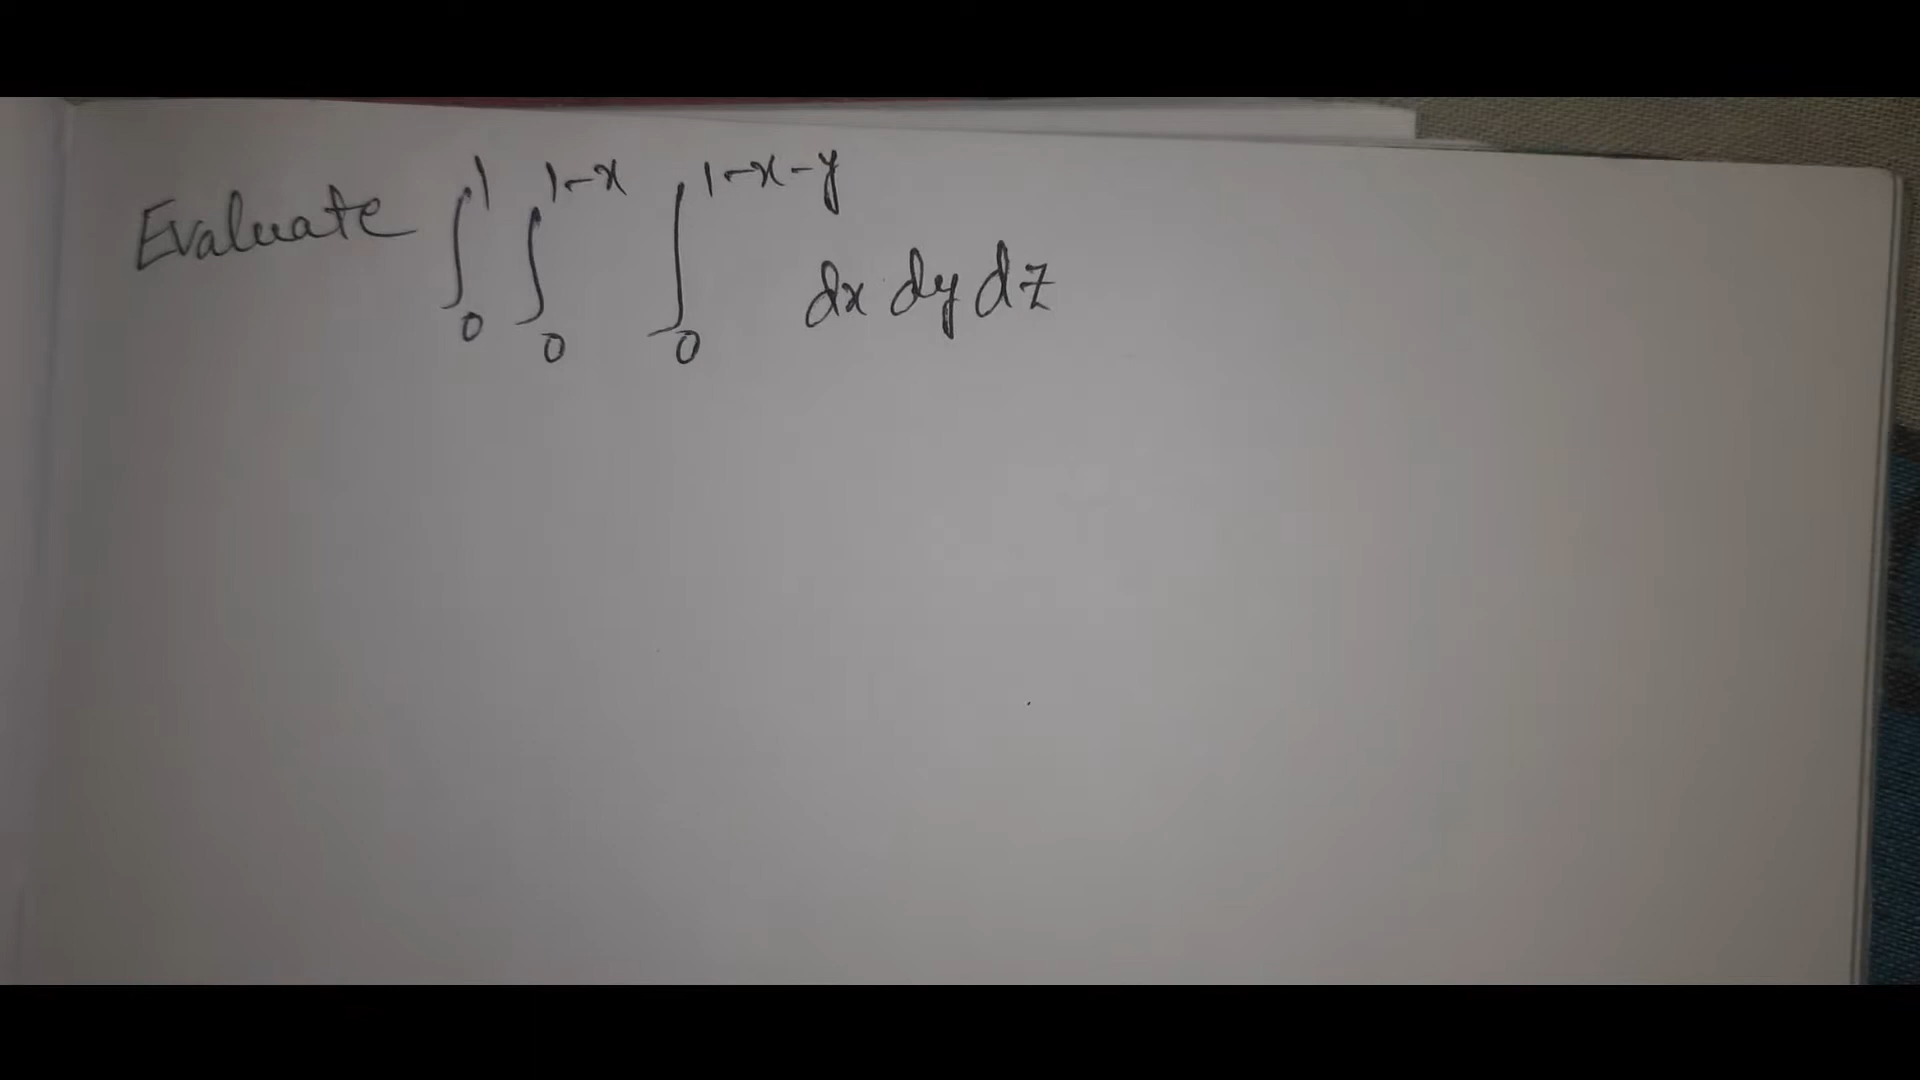 Evaluate ∫₀¹ ∫₀^{1-x} ∫₀^{1-x-y} dx dy dz